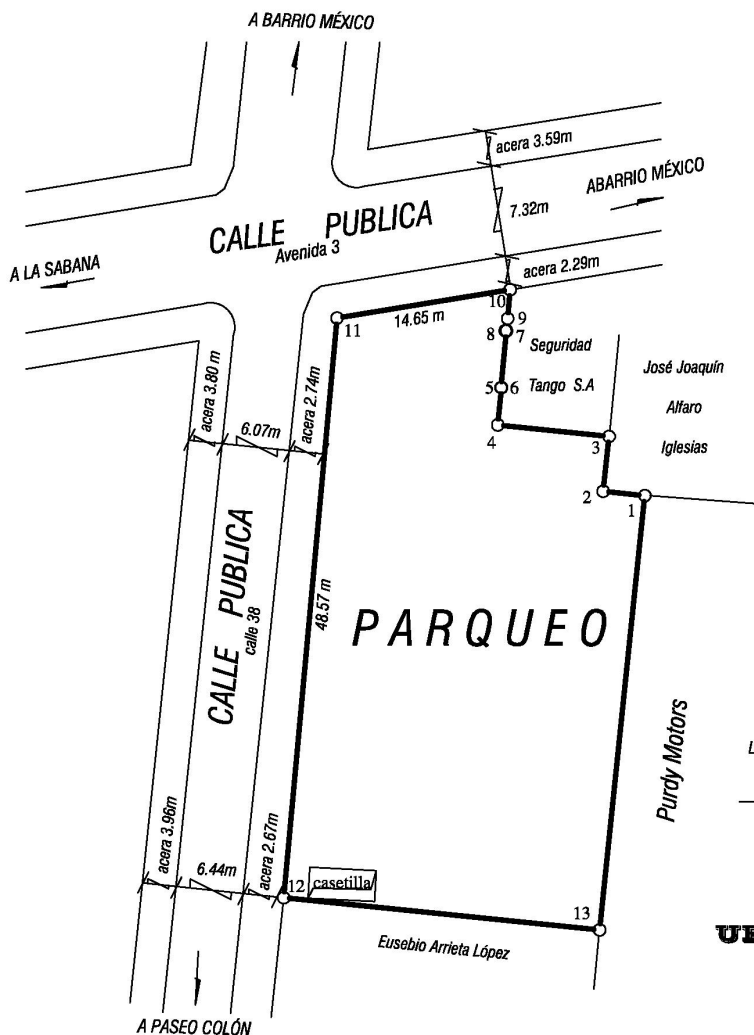 A BARRIO MÉXICO
acera 3.59m
ABARRIO MÉXICO
7.32m
CALLE PUBLICA
Avenida 3
A LA SABANA
acera 2.29m
10
14.65 m
11
9
8
7
Seguridad
Tango S.A
5
6
José Joaquín
Alfaro
Iglesias
acera 3.80 m
6.07m
acera 2.74m
4
3
2
1
48.57 m
CALLE PUBLICA
calle 38
PARQUEO
Purdy Motors
L
acera 3.96m
6.44m
acera 2.67m
12
casetilla
13
Eusebio Arrieta López
A PASEO COLÓN